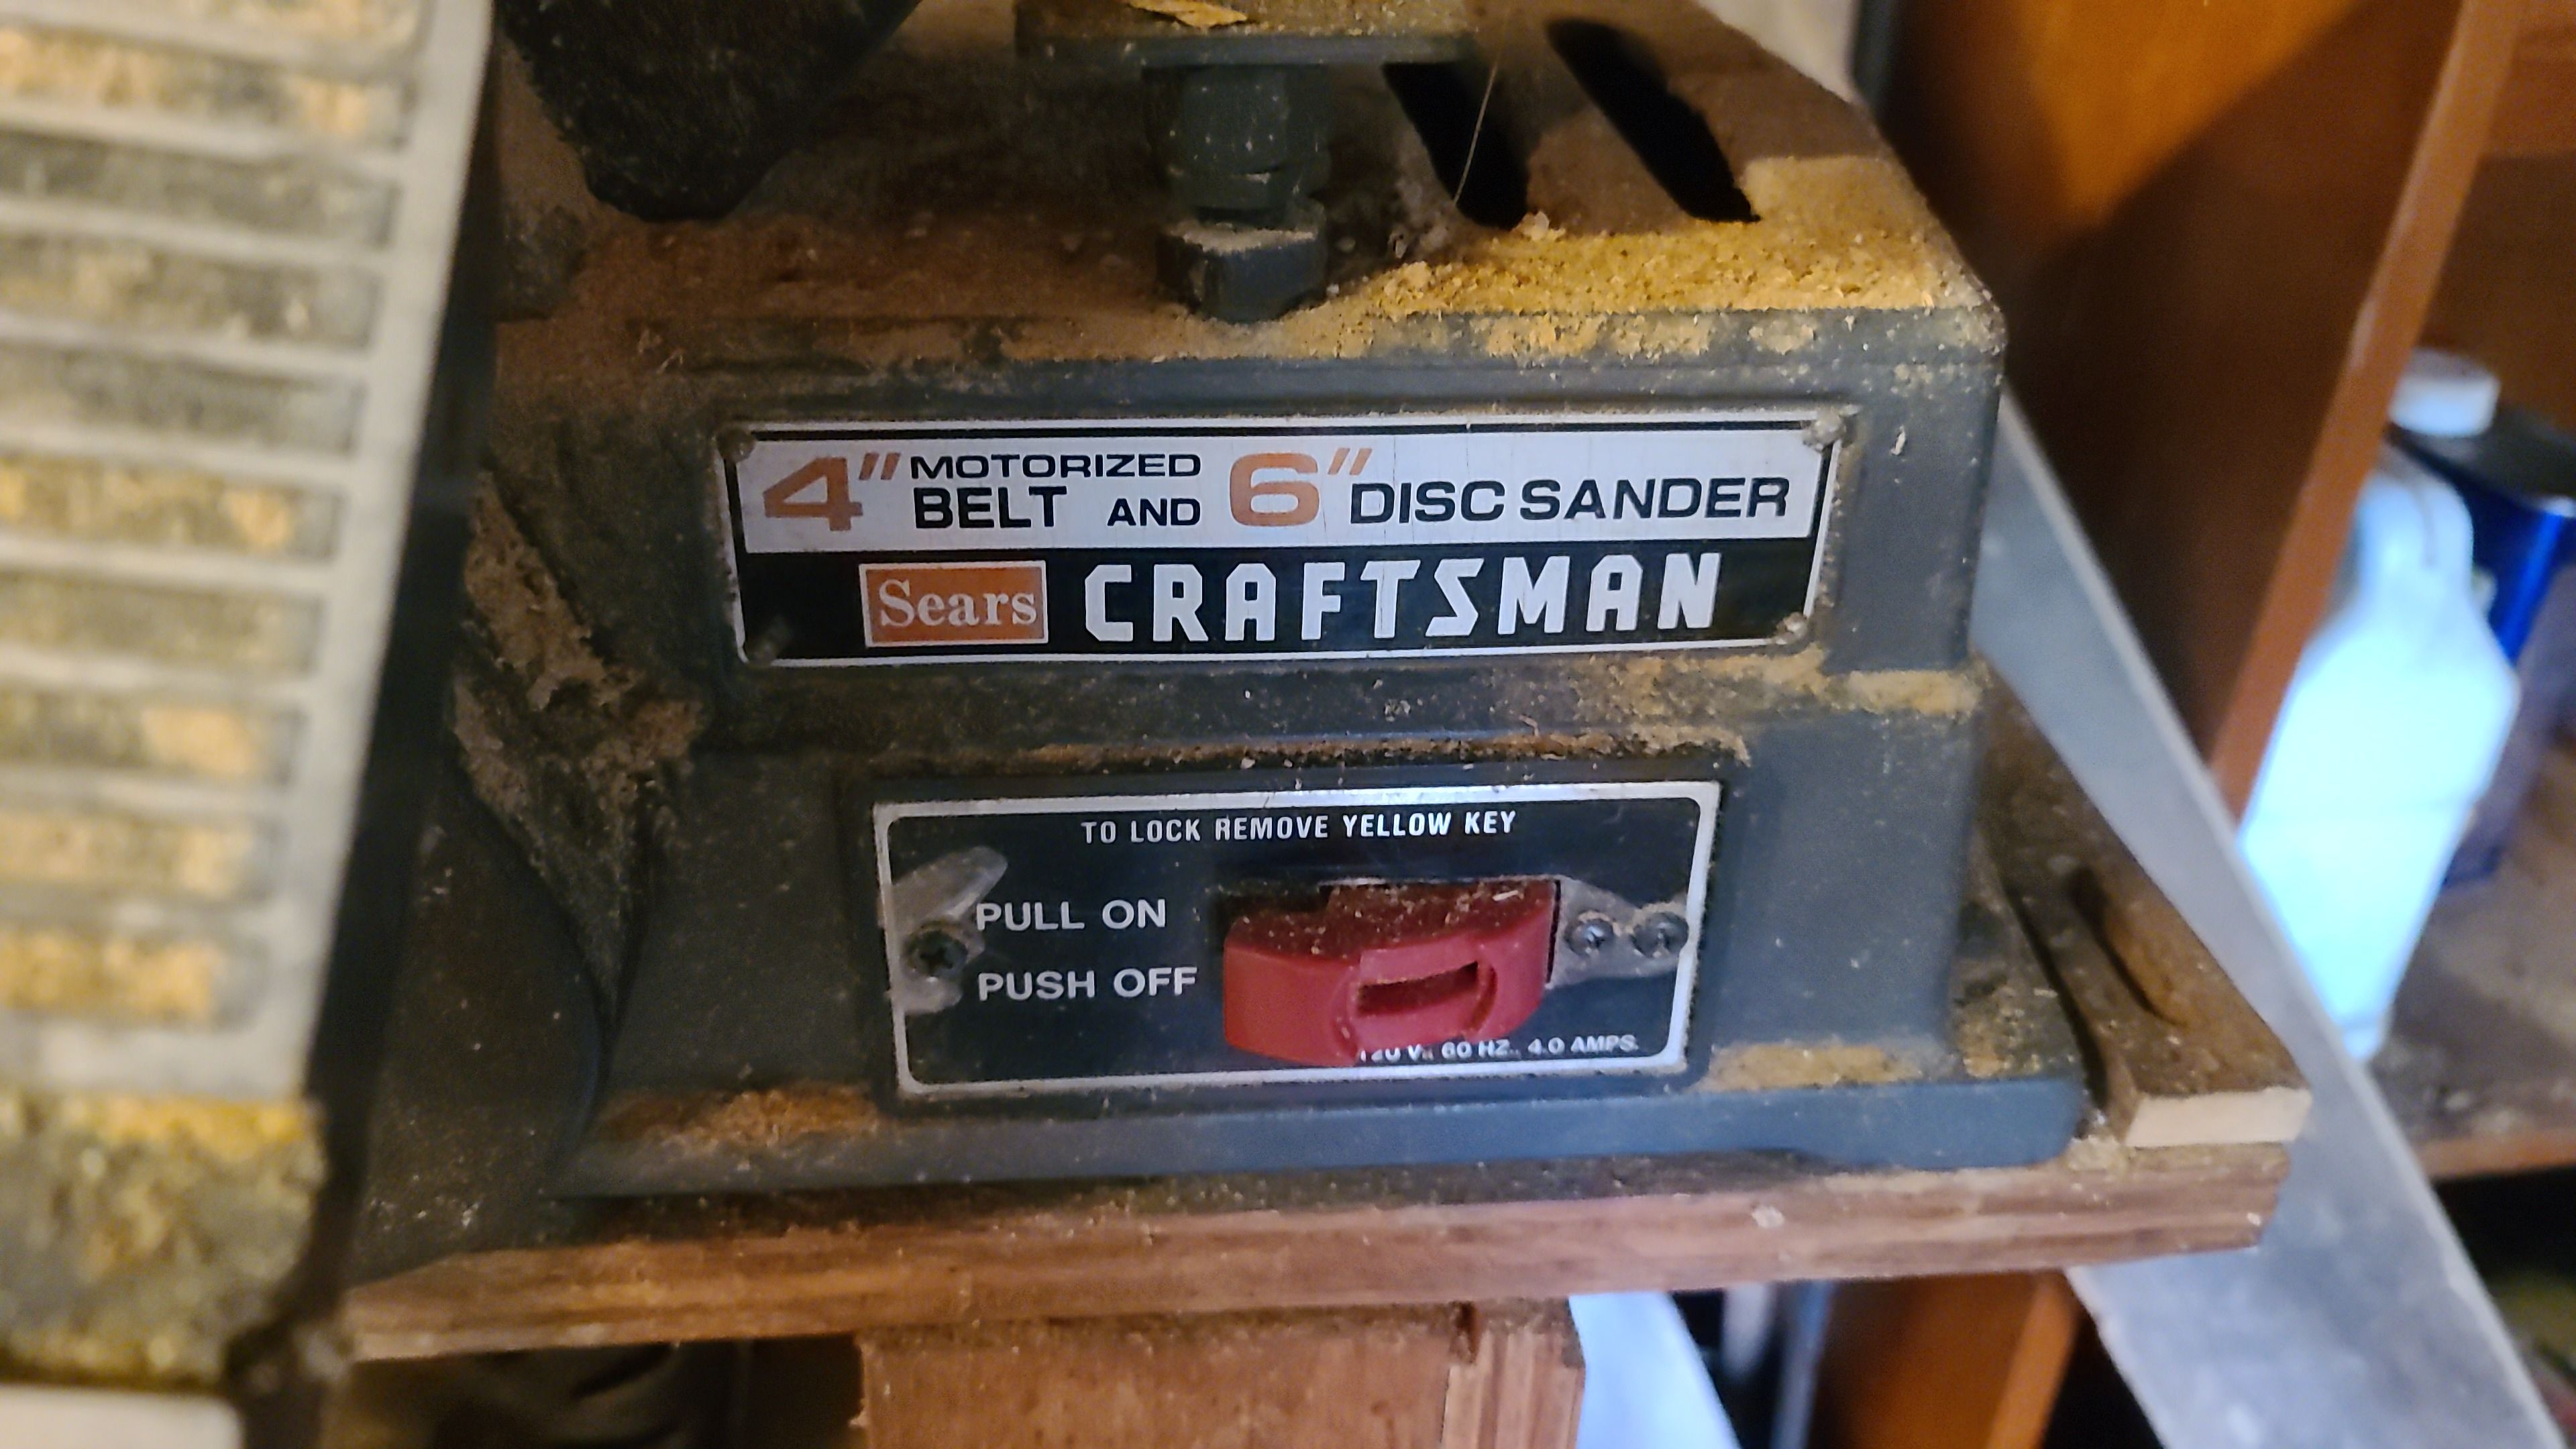 4" MOTORIZED BELT AND 6" DISC SANDER
Sears CRAFTSMAN
TO LOCK REMOVE YELLOW KEY
PULL ON
PUSH OFF
120 V., 60 HZ., 4.0 AMPS.